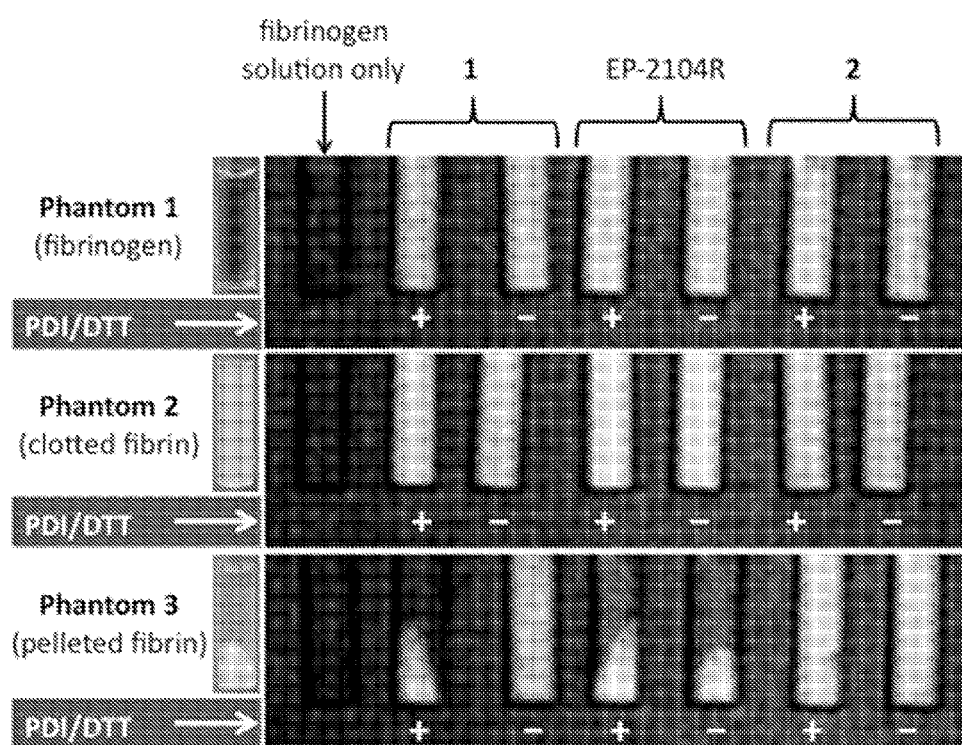 fibrinogen
solution only
1
EP-2104R
2
Phantom 1
(fibrinogen)
PDI/DTT
+ − + − + −
Phantom 2
(clotted fibrin)
PDI/DTT
+ − + − + −
Phantom 3
(pelleted fibrin)
PDI/DTT
+ − + − + −